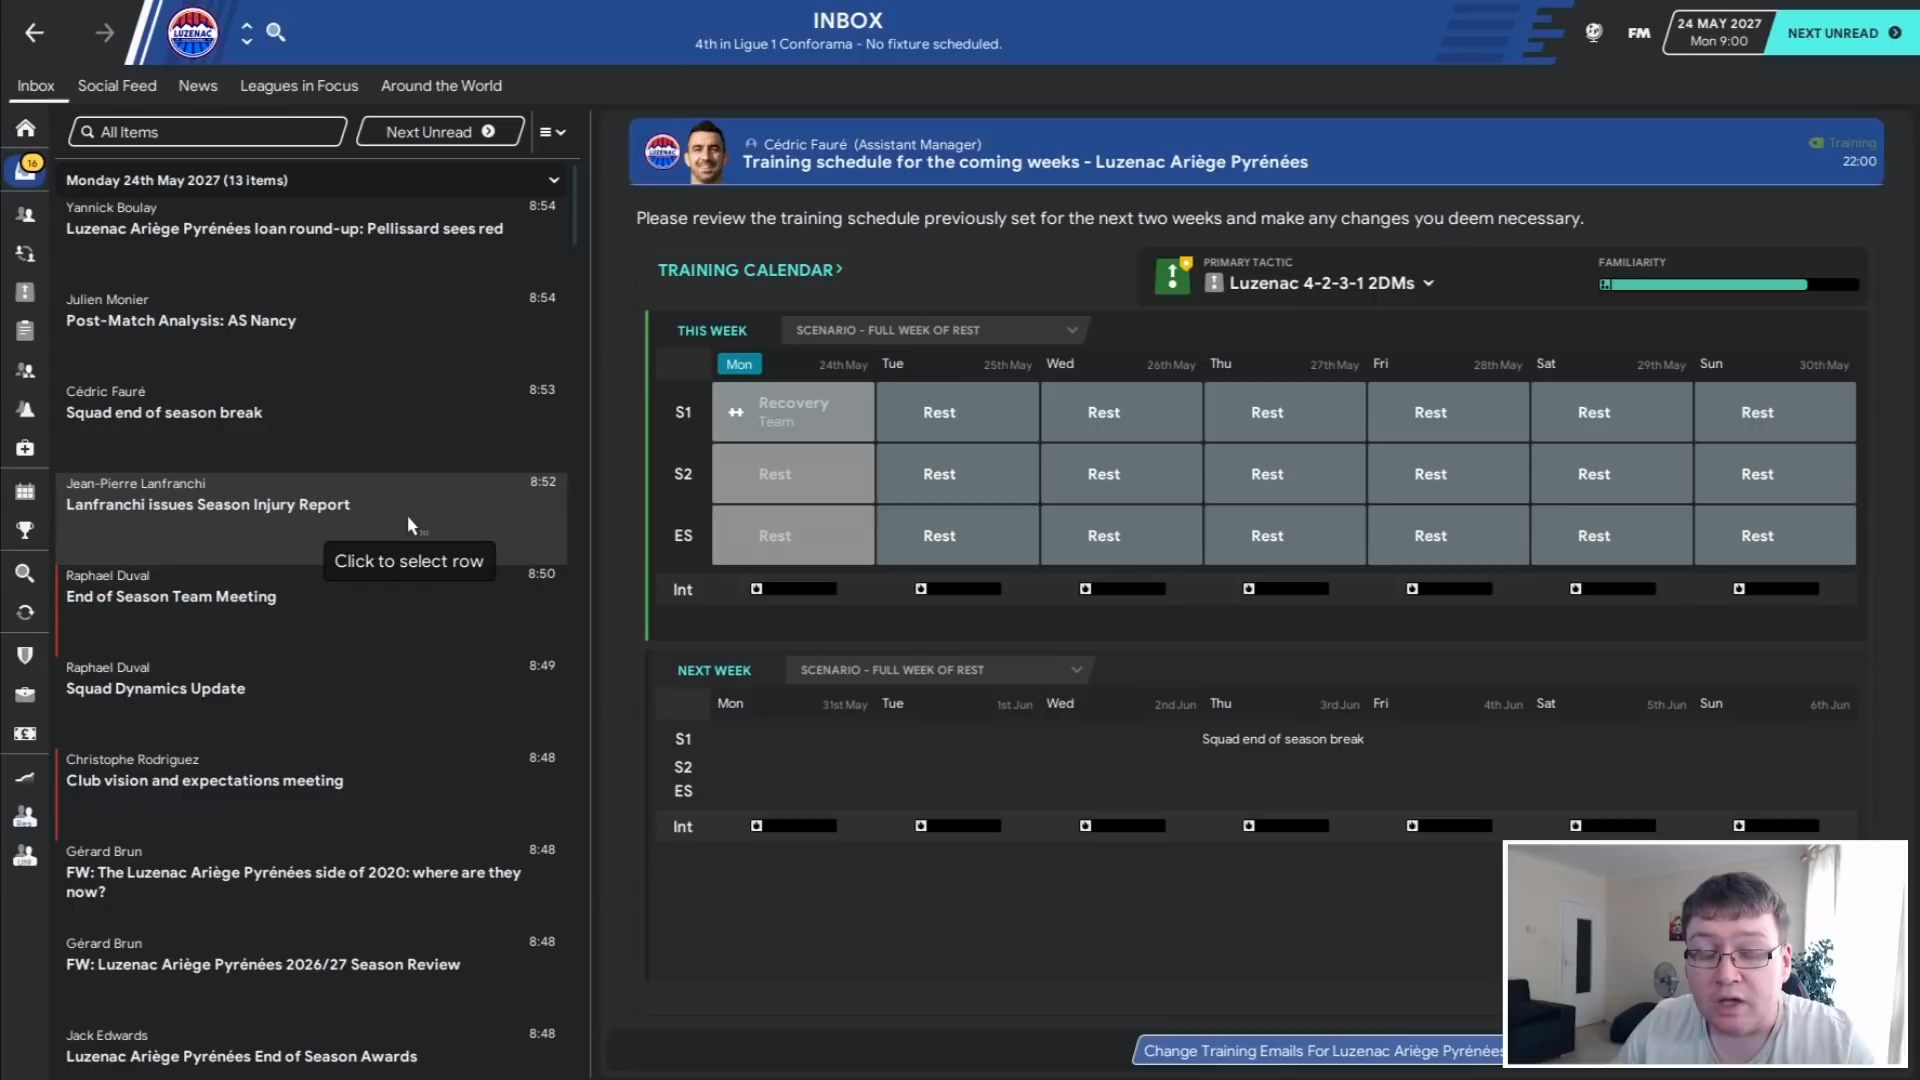 INBOX
4th in Ligue 1 Conforama - No fixture scheduled.
LUZENAC
FM
24 MAY 2027
Mon 9:00
NEXT UNREAD
Inbox
Social Feed
News
Leagues in Focus
Around the World
16
All Items
Next Unread
Monday 24th May 2027 (13 items)
Yannick Boulay
8:54
Luzenac Ariège Pyrénées loan round-up: Pellissard sees red
Julien Monier
8:54
Post-Match Analysis: AS Nancy
Cédric Fauré
8:53
Squad end of season break
Jean-Pierre Lanfranchi
8:52
Lanfranchi issues Season Injury Report
Click to select row
Raphael Duval
8:50
End of Season Team Meeting
Raphael Duval
8:49
Squad Dynamics Update
Christophe Rodriguez
8:48
Club vision and expectations meeting
Gérard Brun
8:48
FW: The Luzenac Ariège Pyrénées side of 2020: where are they
now?
Gérard Brun
8:48
FW: Luzenac Ariège Pyrénées 2026/27 Season Review
Jack Edwards
8:48
Luzenac Ariège Pyrénées End of Season Awards
Cédric Fauré (Assistant Manager)
Training schedule for the coming weeks - Luzenac Ariège Pyrénées
Training
22:00
Please review the training schedule previously set for the next two weeks and make any changes you deem necessary.
TRAINING CALENDAR>
PRIMARY TACTIC
Luzenac 4-2-3-1 2DMs
FAMILIARITY
THIS WEEK
SCENARIO - FULL WEEK OF REST
Mon 24th May Tue 25th May Wed 26th May Thu 27th May Fri 28th May Sat 29th May Sun 30th May
S1 Recovery Rest Rest Rest Rest Rest Rest
Team
S2 Rest Rest Rest Rest Rest Rest Rest
ES Rest Rest Rest Rest Rest Rest Rest
Int
NEXT WEEK
SCENARIO - FULL WEEK OF REST
Mon 31st May Tue 1st Jun Wed 2nd Jun Thu 3rd Jun Fri 4th Jun Sat 5th Jun Sun 6th Jun
S1 Squad end of season break
S2
ES
Int
Change Training Emails For Luzenac Ariège Pyrénées